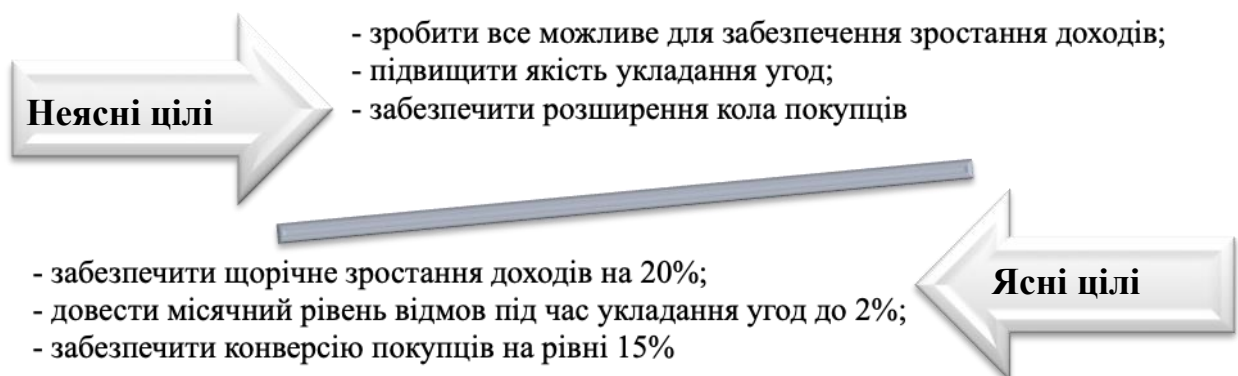 - зробити все можливе для забезпечення зростання доходів;
- підвищити якість укладання угод;
- забезпечити розширення кола покупців
Неясні цілі
- забезпечити щорічне зростання доходів на 20%;
- довести місячний рівень відмов під час укладання угод до 2%;
- забезпечити конверсію покупців на рівні 15%
Ясні цілі